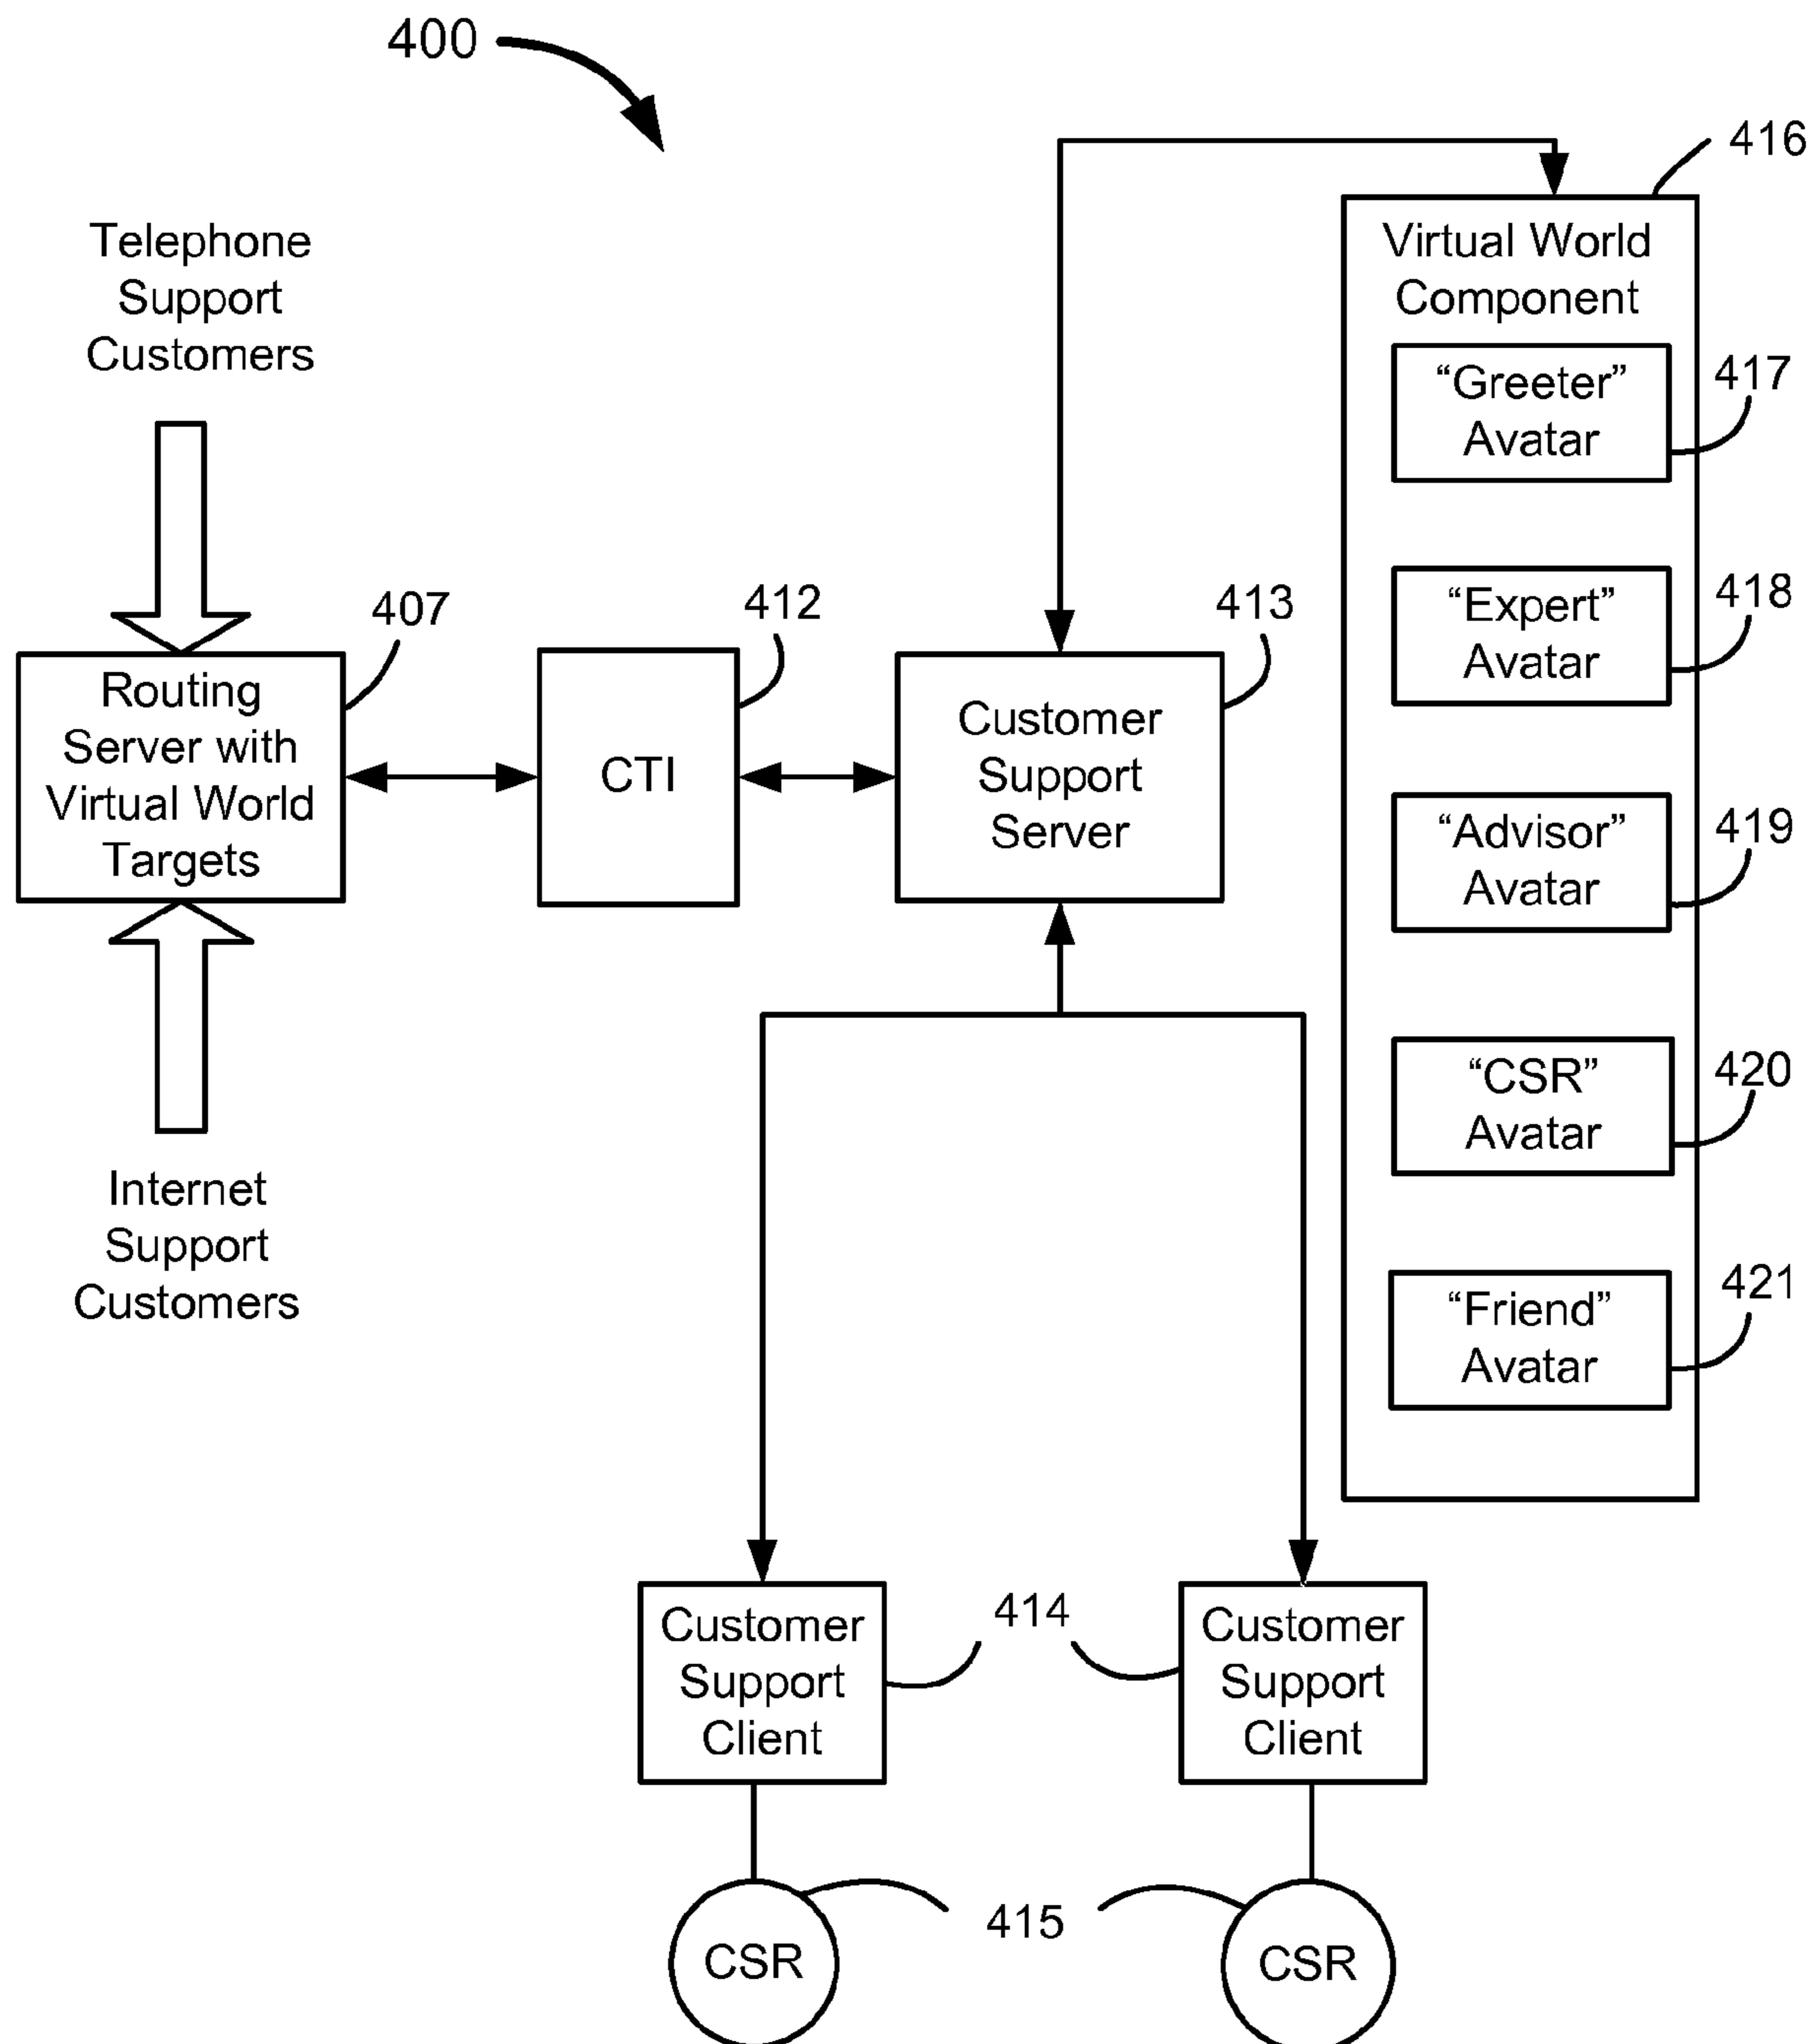 400
416
Telephone
Support
Customers
Virtual World
Component
“Greeter”
Avatar
417
“Expert”
Avatar
418
“Advisor”
Avatar
419
“CSR”
Avatar
420
“Friend”
Avatar
421
407
412
413
Routing
Server with
Virtual World
Targets
CTI
Customer
Support
Server
Internet
Support
Customers
Customer
Support
Client
414
Customer
Support
Client
415
CSR
CSR